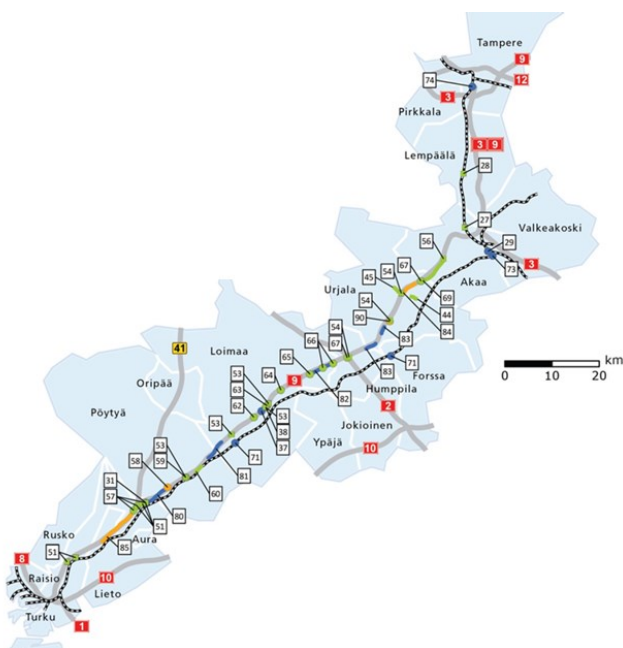 Tampere
9
74
12
3
Pirkkala
3 9
Lempäälä
28
27
Valkeakoski
56
29
54
67
73
3
45
Akaa
Urjala
69
54
44
84
90
41
54
66
67
83
Loimaa
65
71
53
64
9
83
Forssa
Oripää
63
82
Humppila
62
53
2
Pöytyä
38
Jokioinen
53
37
Ypäjä
10
53
71
58
59
81
31
60
57
80
51
Rusko
Aura
51
85
8
Raisio
10
Lieto
Turku
1
0 10 20 km